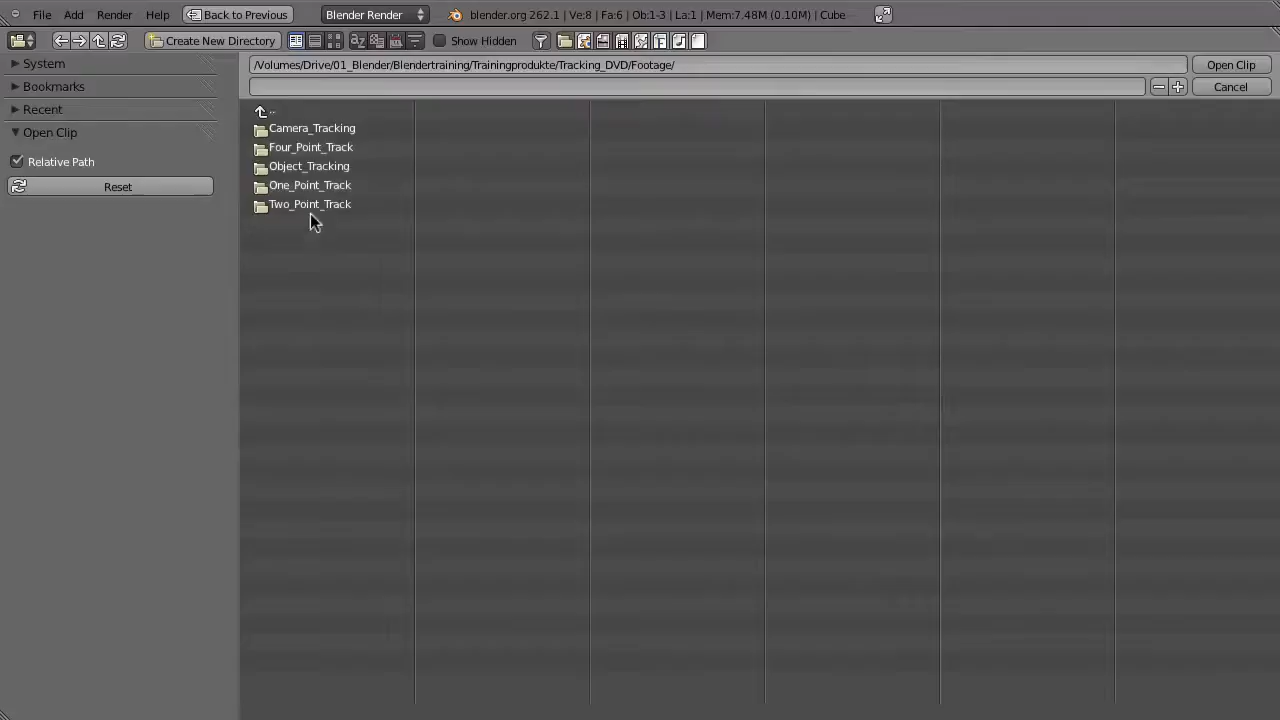 File Add Render Help Back to Previous Blender Render blender.org 262.1 | Ve:8 | Fa:6 | Ob:1-3 | La:1 | Mem:7.48M (0.10M) | Cube
Create New Directory Show Hidden
System
Bookmarks
Recent
Open Clip
Relative Path
Reset
/Volumes/Drive/01_Blender/Blendertraining/Trainingprodukte/Tracking_DVD/Footage/ Open Clip
Cancel
..
Camera_Tracking
Four_Point_Track
Object_Tracking
One_Point_Track
Two_Point_Track